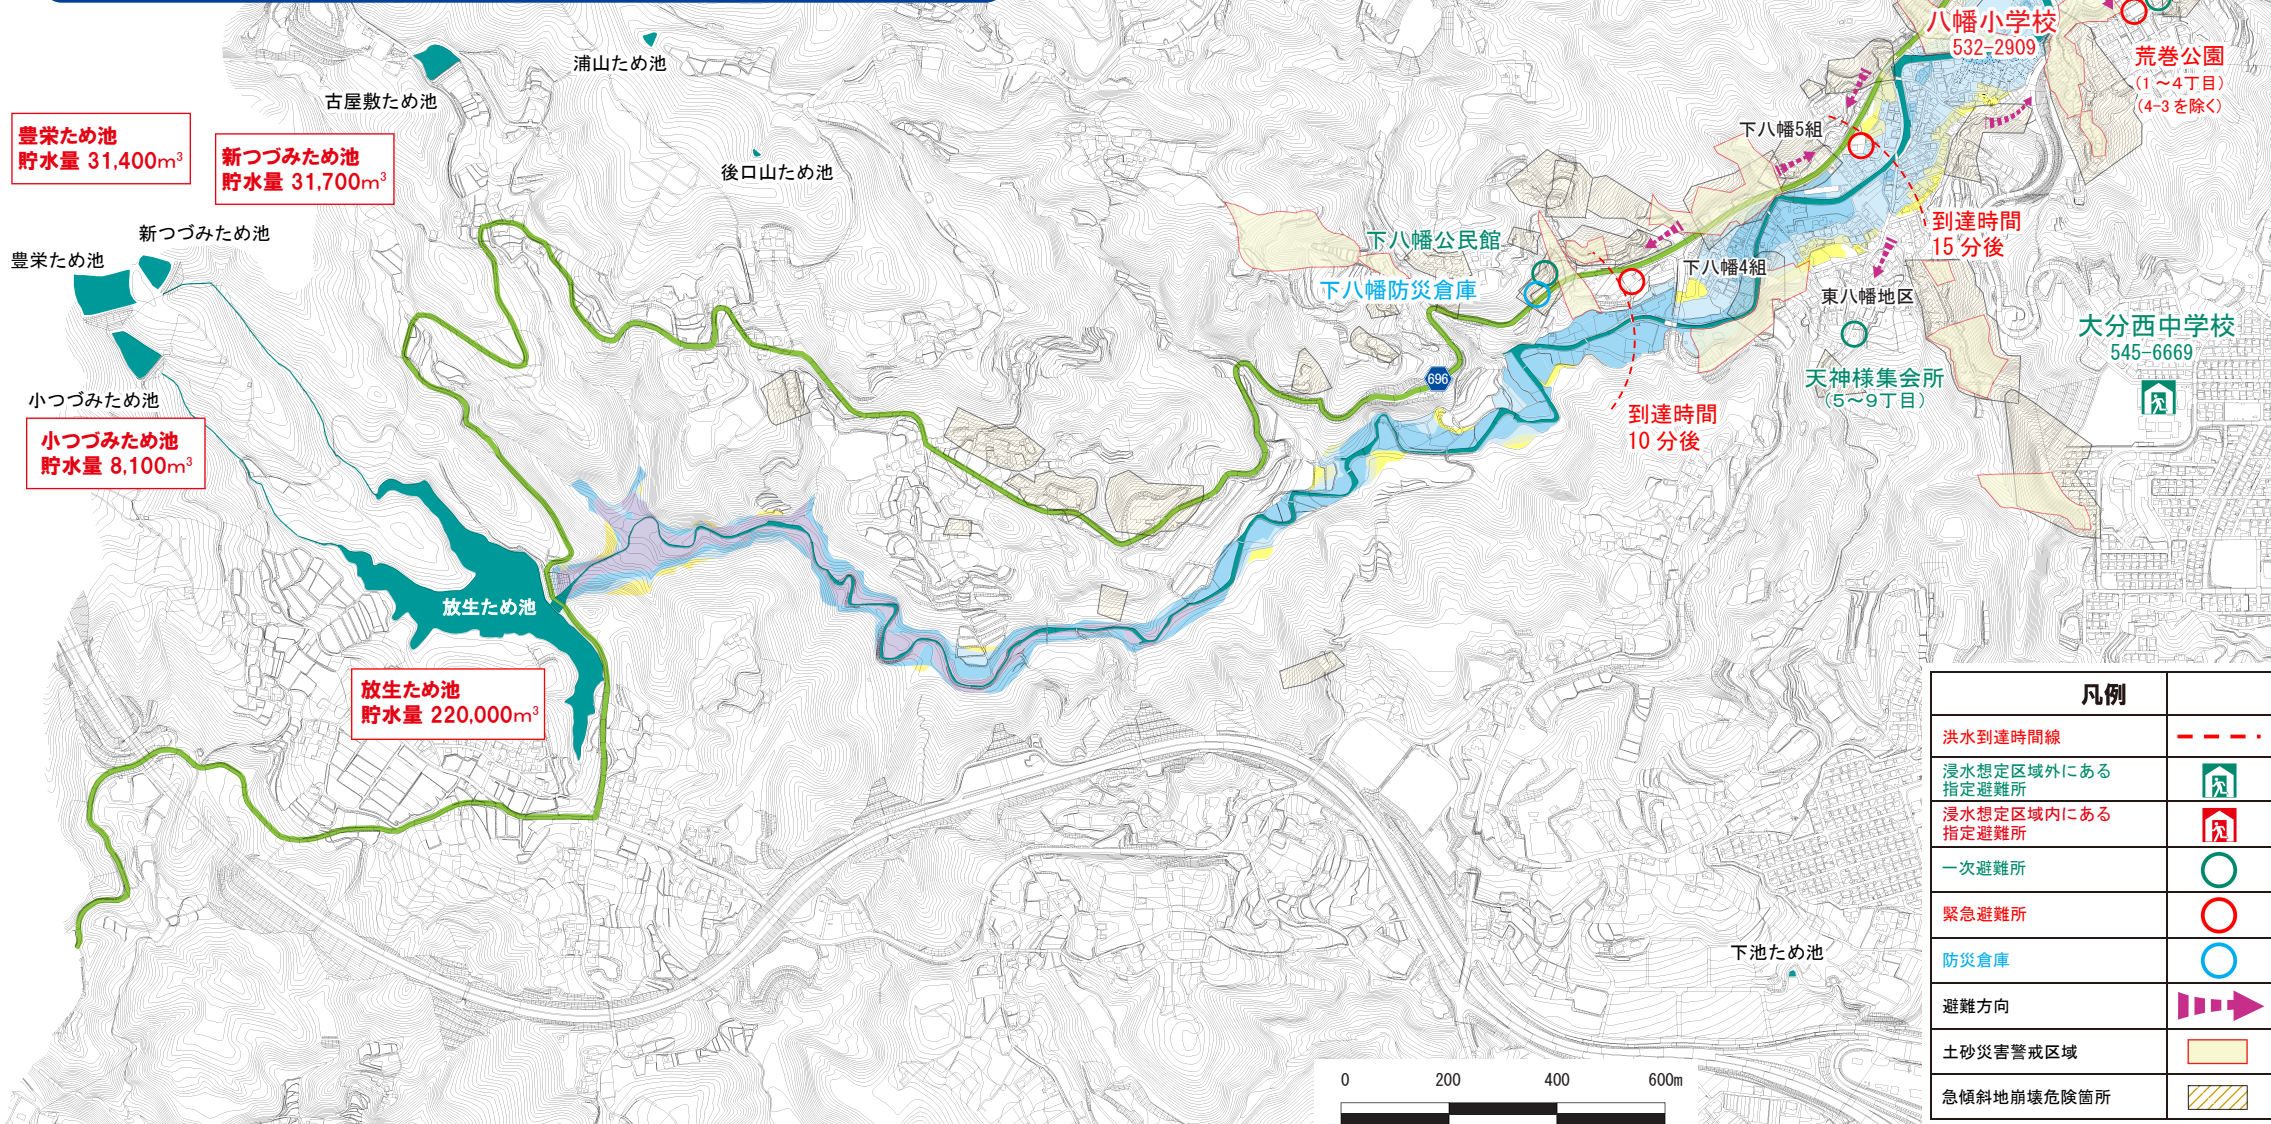 八幡小学校
532-2909
荒巻公園
(1～4丁目)
(4-3を除く)
浦山ため池
古屋敷ため池
豊栄ため池
貯水量 31,400m³
新つづみため池
貯水量 31,700m³
後口山ため池
下八幡5組
到達時間
15分後
新つづみため池
豊栄ため池
下八幡公民館
下八幡防災倉庫
下八幡4組
東八幡地区
大分西中学校
545-6669
天神様集会所
(5～9丁目)
696
到達時間
10分後
小つづみため池
小つづみため池
貯水量 8,100m³
放生ため池
放生ため池
貯水量 220,000m³
下池ため池
凡例
洪水到達時間線
浸水想定区域外にある
指定避難所
浸水想定区域内にある
指定避難所
一次避難所
緊急避難所
防災倉庫
避難方向
土砂災害警戒区域
急傾斜地崩壊危険箇所
0 200 400 600m